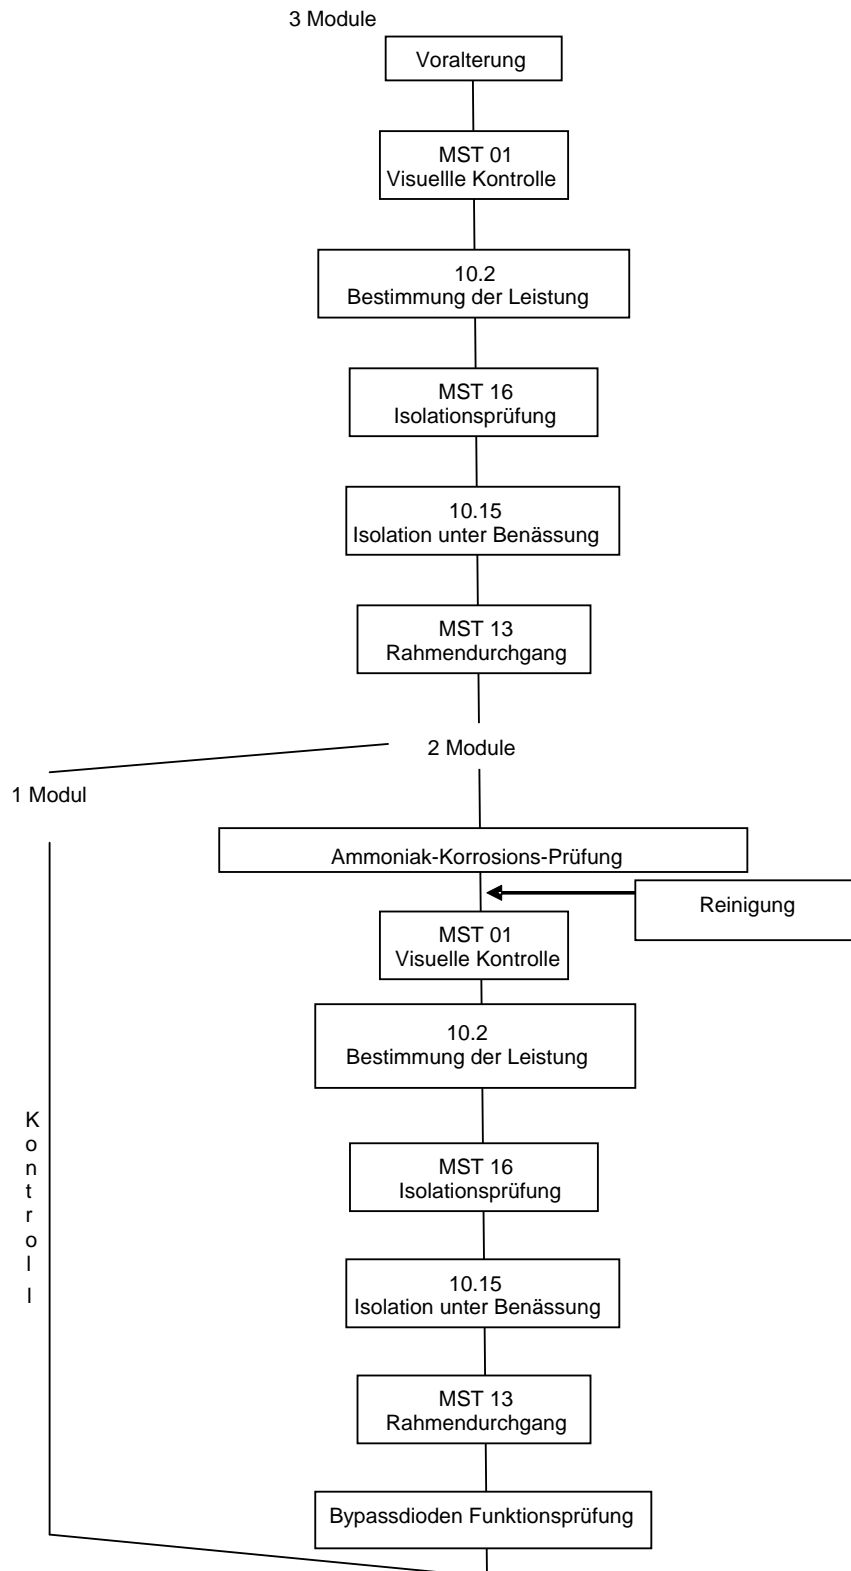 3 Module
Voralterung
MST 01
Visuellle Kontrolle
10.2
Bestimmung der Leistung
MST 16
Isolationsprüfung
10.15
Isolation unter Benässung
MST 13
Rahmendurchgang
2 Module
1 Modul
Ammoniak-Korrosions-Prüfung
Reinigung
MST 01
Visuelle Kontrolle
10.2
Bestimmung der Leistung
K
o
n
t
r
o
l
l
MST 16
Isolationsprüfung
10.15
Isolation unter Benässung
MST 13
Rahmendurchgang
Bypassdioden Funktionsprüfung